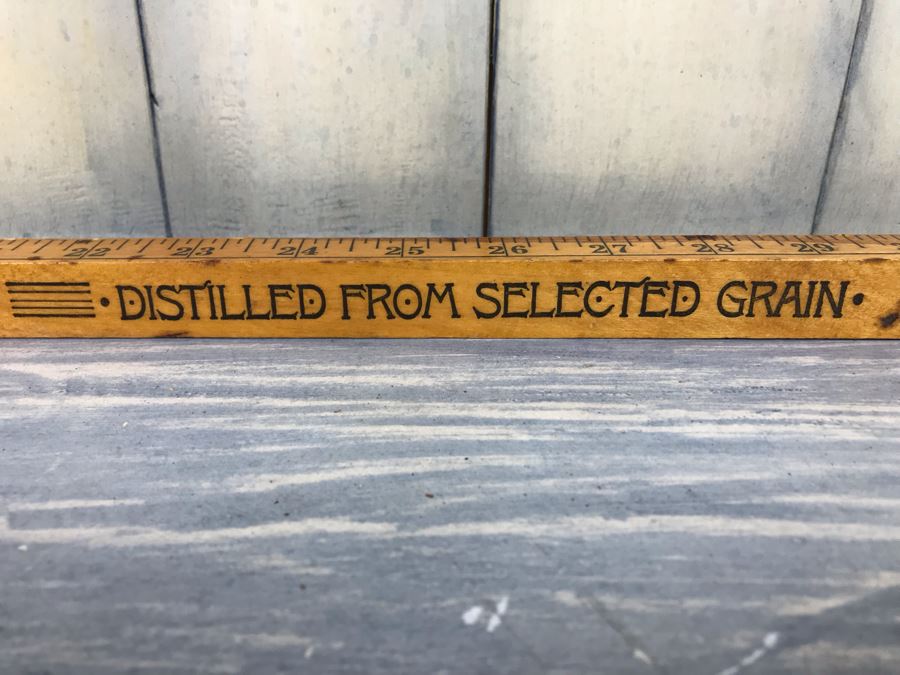 22 23 24 25 26 27 28 29
• DISTILLED FROM SELECTED GRAIN •